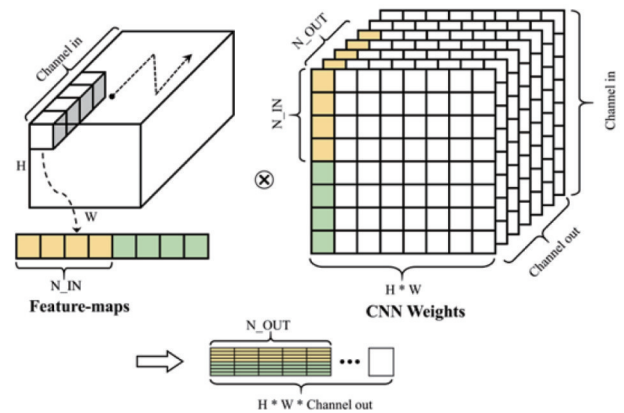 Channel in
H
W
N_IN
Feature-maps
N_OUT
N_IN
Channel in
Channel out
H * W
CNN Weights
N_OUT
H * W * Channel out